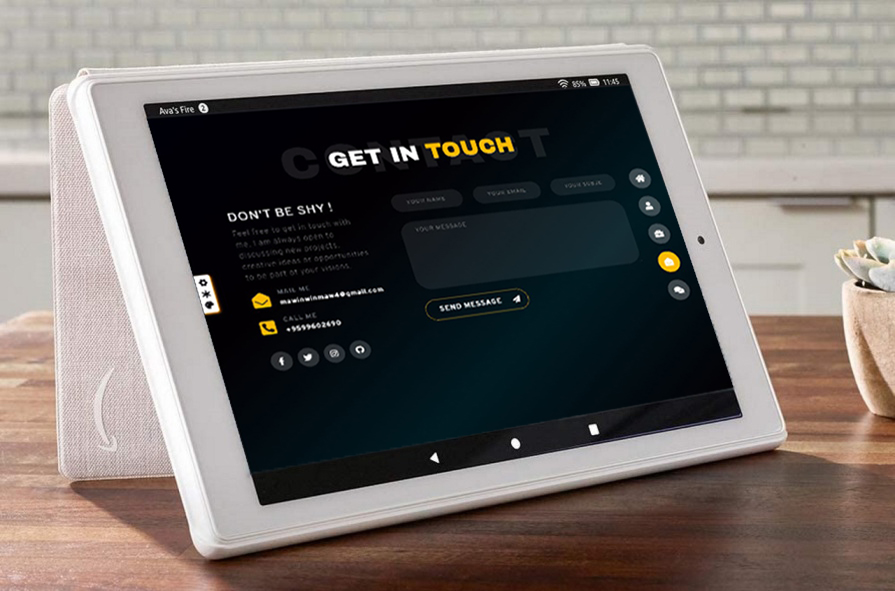 Ava's Fire 2
85% 11:45
CONTACT
GET IN TOUCH
DON'T BE SHY !
Feel free to get in touch with
me. I am always open to
discussing new projects,
creative ideas or opportunities
to be part of your visions.
MAIL ME
mawinwinmaw4@gmail.com
CALL ME
+9599602690
YOUR NAME
YOUR EMAIL
YOUR
YOUR MESSAGE
SEND MESSAGE